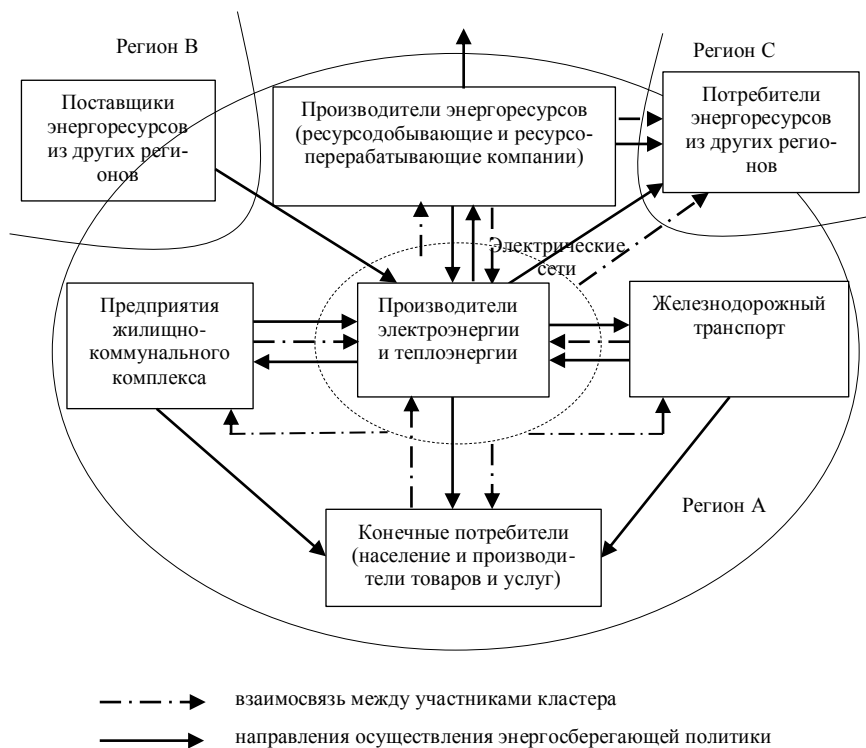 Регион B
Регион C
Поставщики
энергоресурсов
из других реги-
онов
Производители энергоресурсов
(ресурсодобывающие и ресурсо-
перерабатывающие компании)
Потребители
энергоресурсов
из других регио-
нов
Электрические
сети
Предприятия
жилищно-
коммунального
комплекса
Производители
электроэнергии
и теплоэнергии
Железнодорожный
транспорт
Регион A
Конечные потребители
(население и производи-
тели товаров и услуг)
взаимосвязь между участниками кластера
направления осуществления энергосберегающей политики